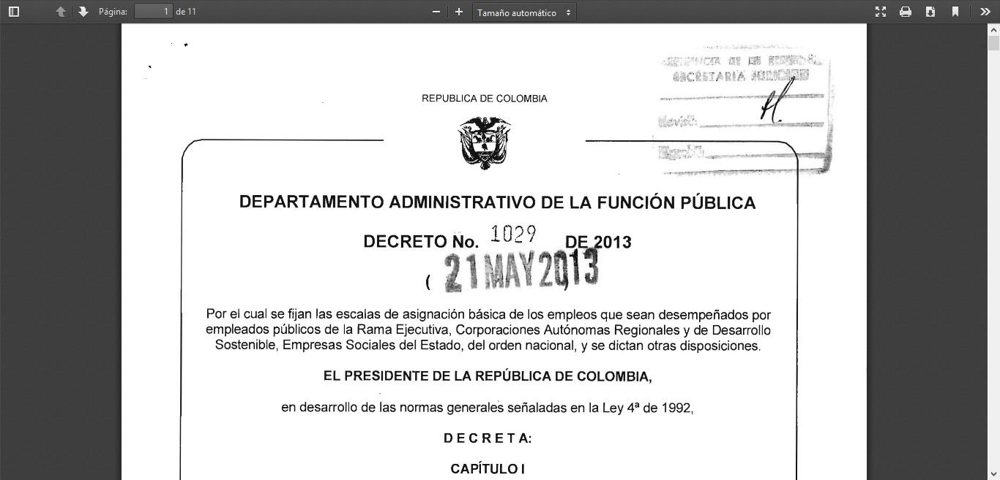 Página: 1 de 11
Tamaño automático
SECRETARIA
REPUBLICA DE COLOMBIA
DEPARTAMENTO ADMINISTRATIVO DE LA FUNCIÓN PÚBLICA
DECRETO No. 1029 DE 2013
( 21 MAY 2013 )
Por el cual se fijan las escalas de asignación básica de los empleos que sean desempeñados por
empleados públicos de la Rama Ejecutiva, Corporaciones Autónomas Regionales y de Desarrollo
Sostenible, Empresas Sociales del Estado, del orden nacional, y se dictan otras disposiciones.
EL PRESIDENTE DE LA REPÚBLICA DE COLOMBIA,
en desarrollo de las normas generales señaladas en la Ley 4ª de 1992,
D E C R E T A:
CAPÍTULO I